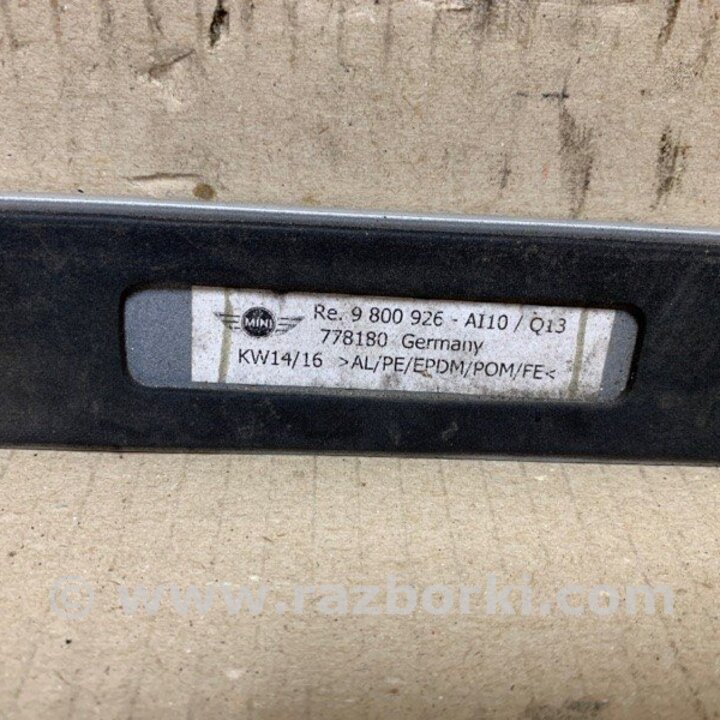 MINI
Re. 9 800 926 - AI10 / Q13
778180 Germany
KW14/16 >AL/PE/EPDM/POM/FE<
© www.razborki.com